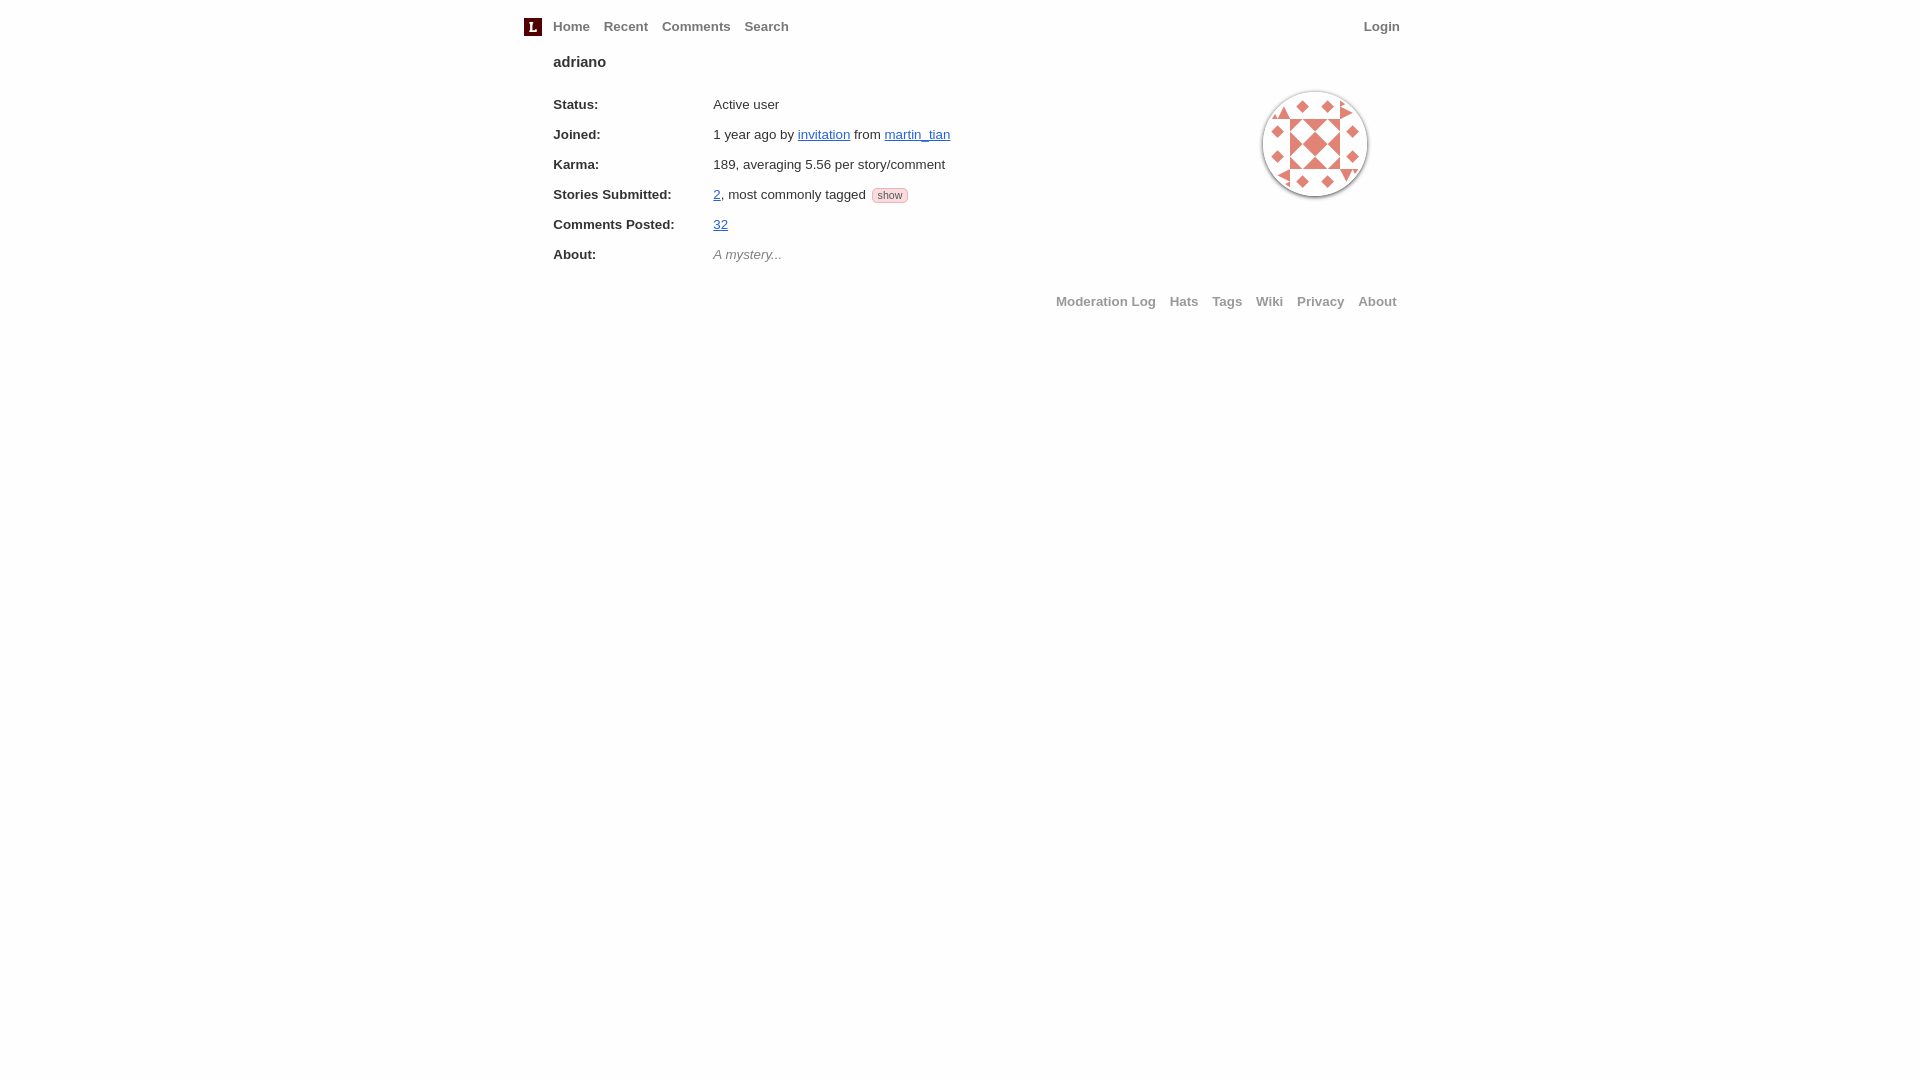 L Home Recent Comments Search Login
adriano
Status: Active user
Joined: 1 year ago by invitation from martin_tian
Karma: 189, averaging 5.56 per story/comment
Stories Submitted: 2, most commonly tagged show
Comments Posted: 32
About: A mystery...
Moderation Log Hats Tags Wiki Privacy About